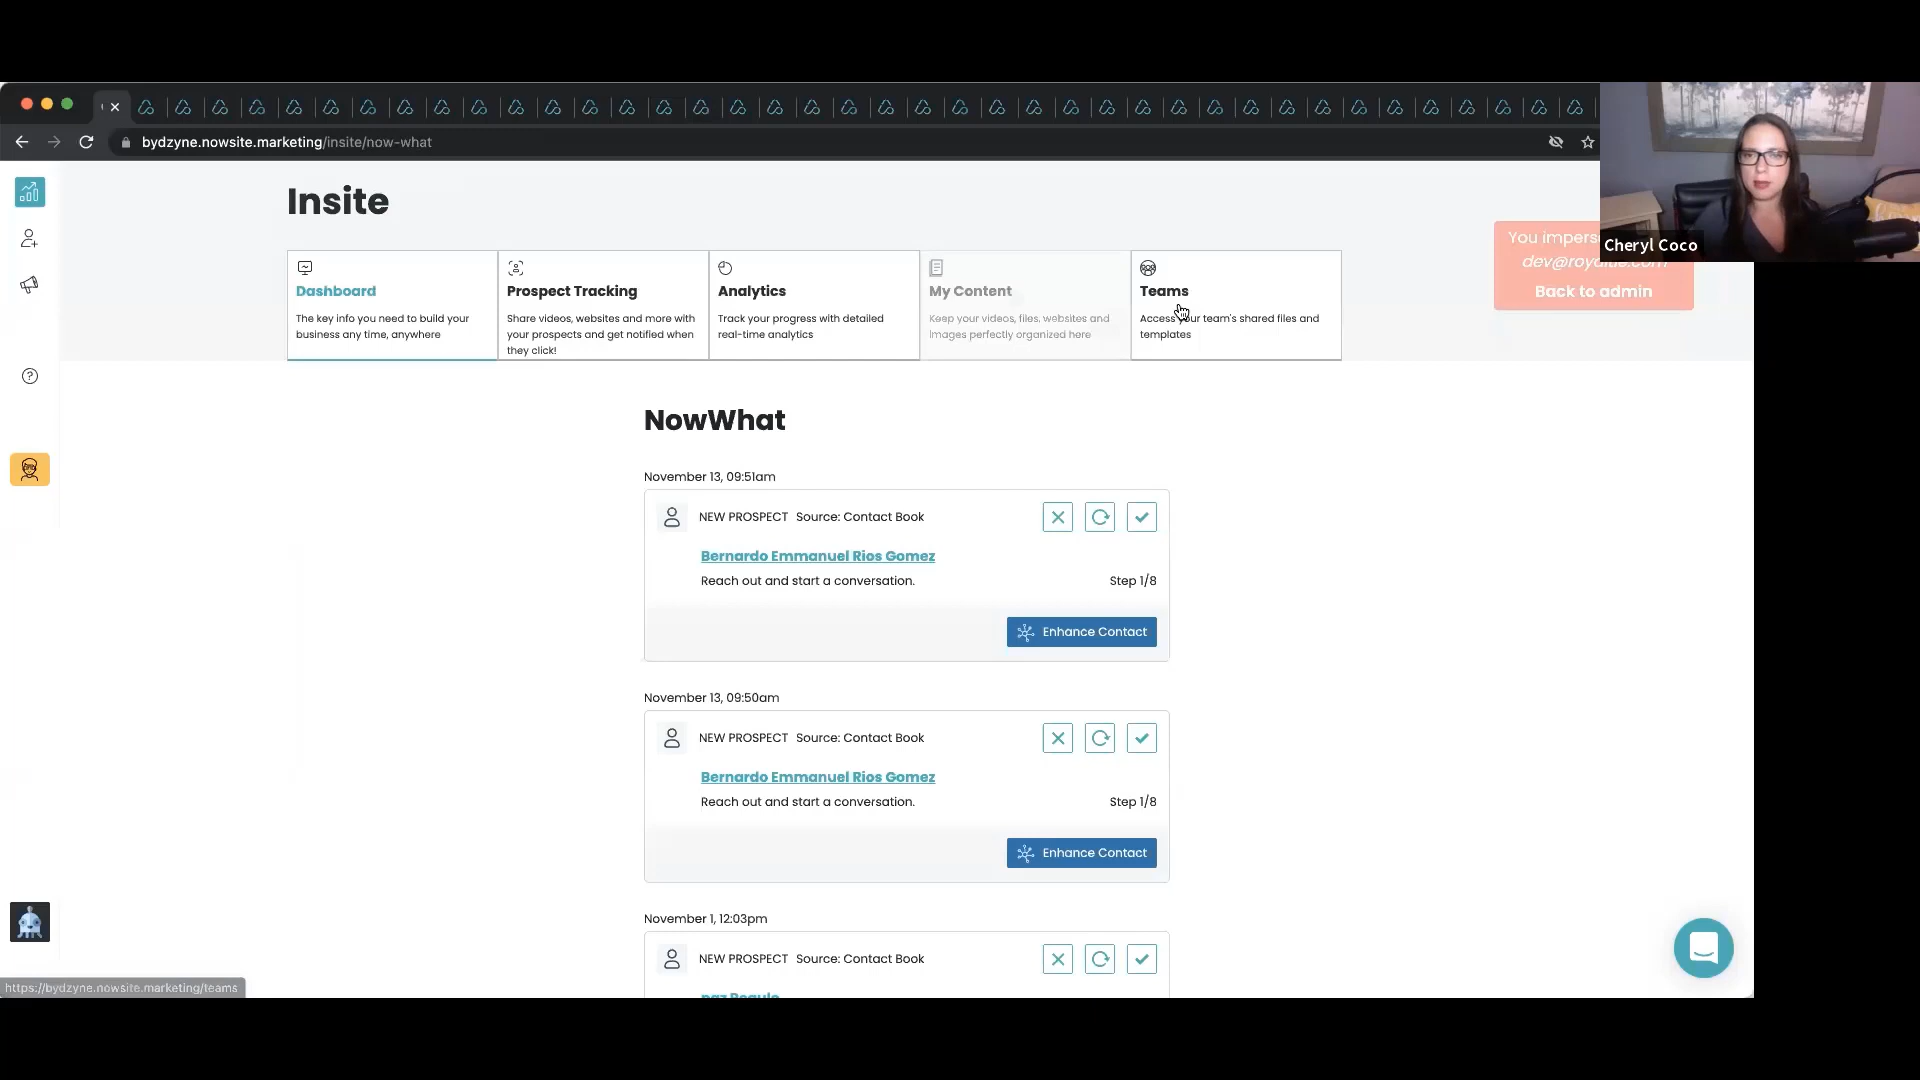 bydzyne.nowsite.marketing/insite/now-what
Cheryl Coco
Insite
You impers
dev@royaltie.com
Back to admin
Dashboard
The key info you need to build your
business any time, anywhere
Prospect Tracking
Share videos, websites and more with
your prospects and get notified when
they click!
Analytics
Track your progress with detailed
real-time analytics
My Content
Keep your videos, files, websites and
images perfectly organized here
Teams
Access your team's shared files and
templates
NowWhat
November 13, 09:51am
NEW PROSPECT Source: Contact Book
Bernardo Emmanuel Rios Gomez
Reach out and start a conversation.
Step 1/8
Enhance Contact
November 13, 09:50am
NEW PROSPECT Source: Contact Book
Bernardo Emmanuel Rios Gomez
Reach out and start a conversation.
Step 1/8
Enhance Contact
November 1, 12:03pm
NEW PROSPECT Source: Contact Book
https://bydzyne.nowsite.marketing/teams